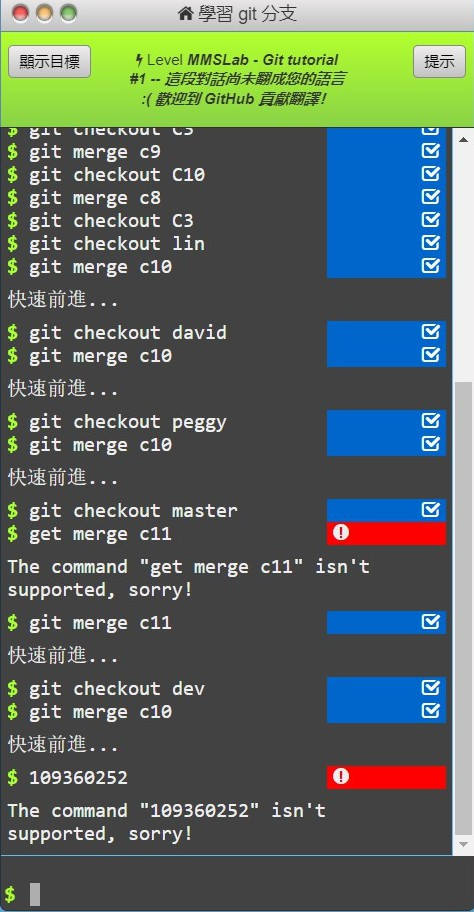 學習 git 分支
顯示目標
Level MMSLab - Git tutorial
#1 -- 這段對話尚未翻成您的語言
:( 歡迎到 GitHub 貢獻翻譯！
提示
$ git checkout C3
$ git merge c9
$ git checkout C10
$ git merge c8
$ git checkout C3
$ git checkout lin
$ git merge c10
快速前進...
$ git checkout david
$ git merge c10
快速前進...
$ git checkout peggy
$ git merge c10
快速前進...
$ git checkout master
$ get merge c11
The command "get merge c11" isn't
supported, sorry!
$ git merge c11
快速前進...
$ git checkout dev
$ git merge c10
快速前進...
$ 109360252
The command "109360252" isn't
supported, sorry!
$